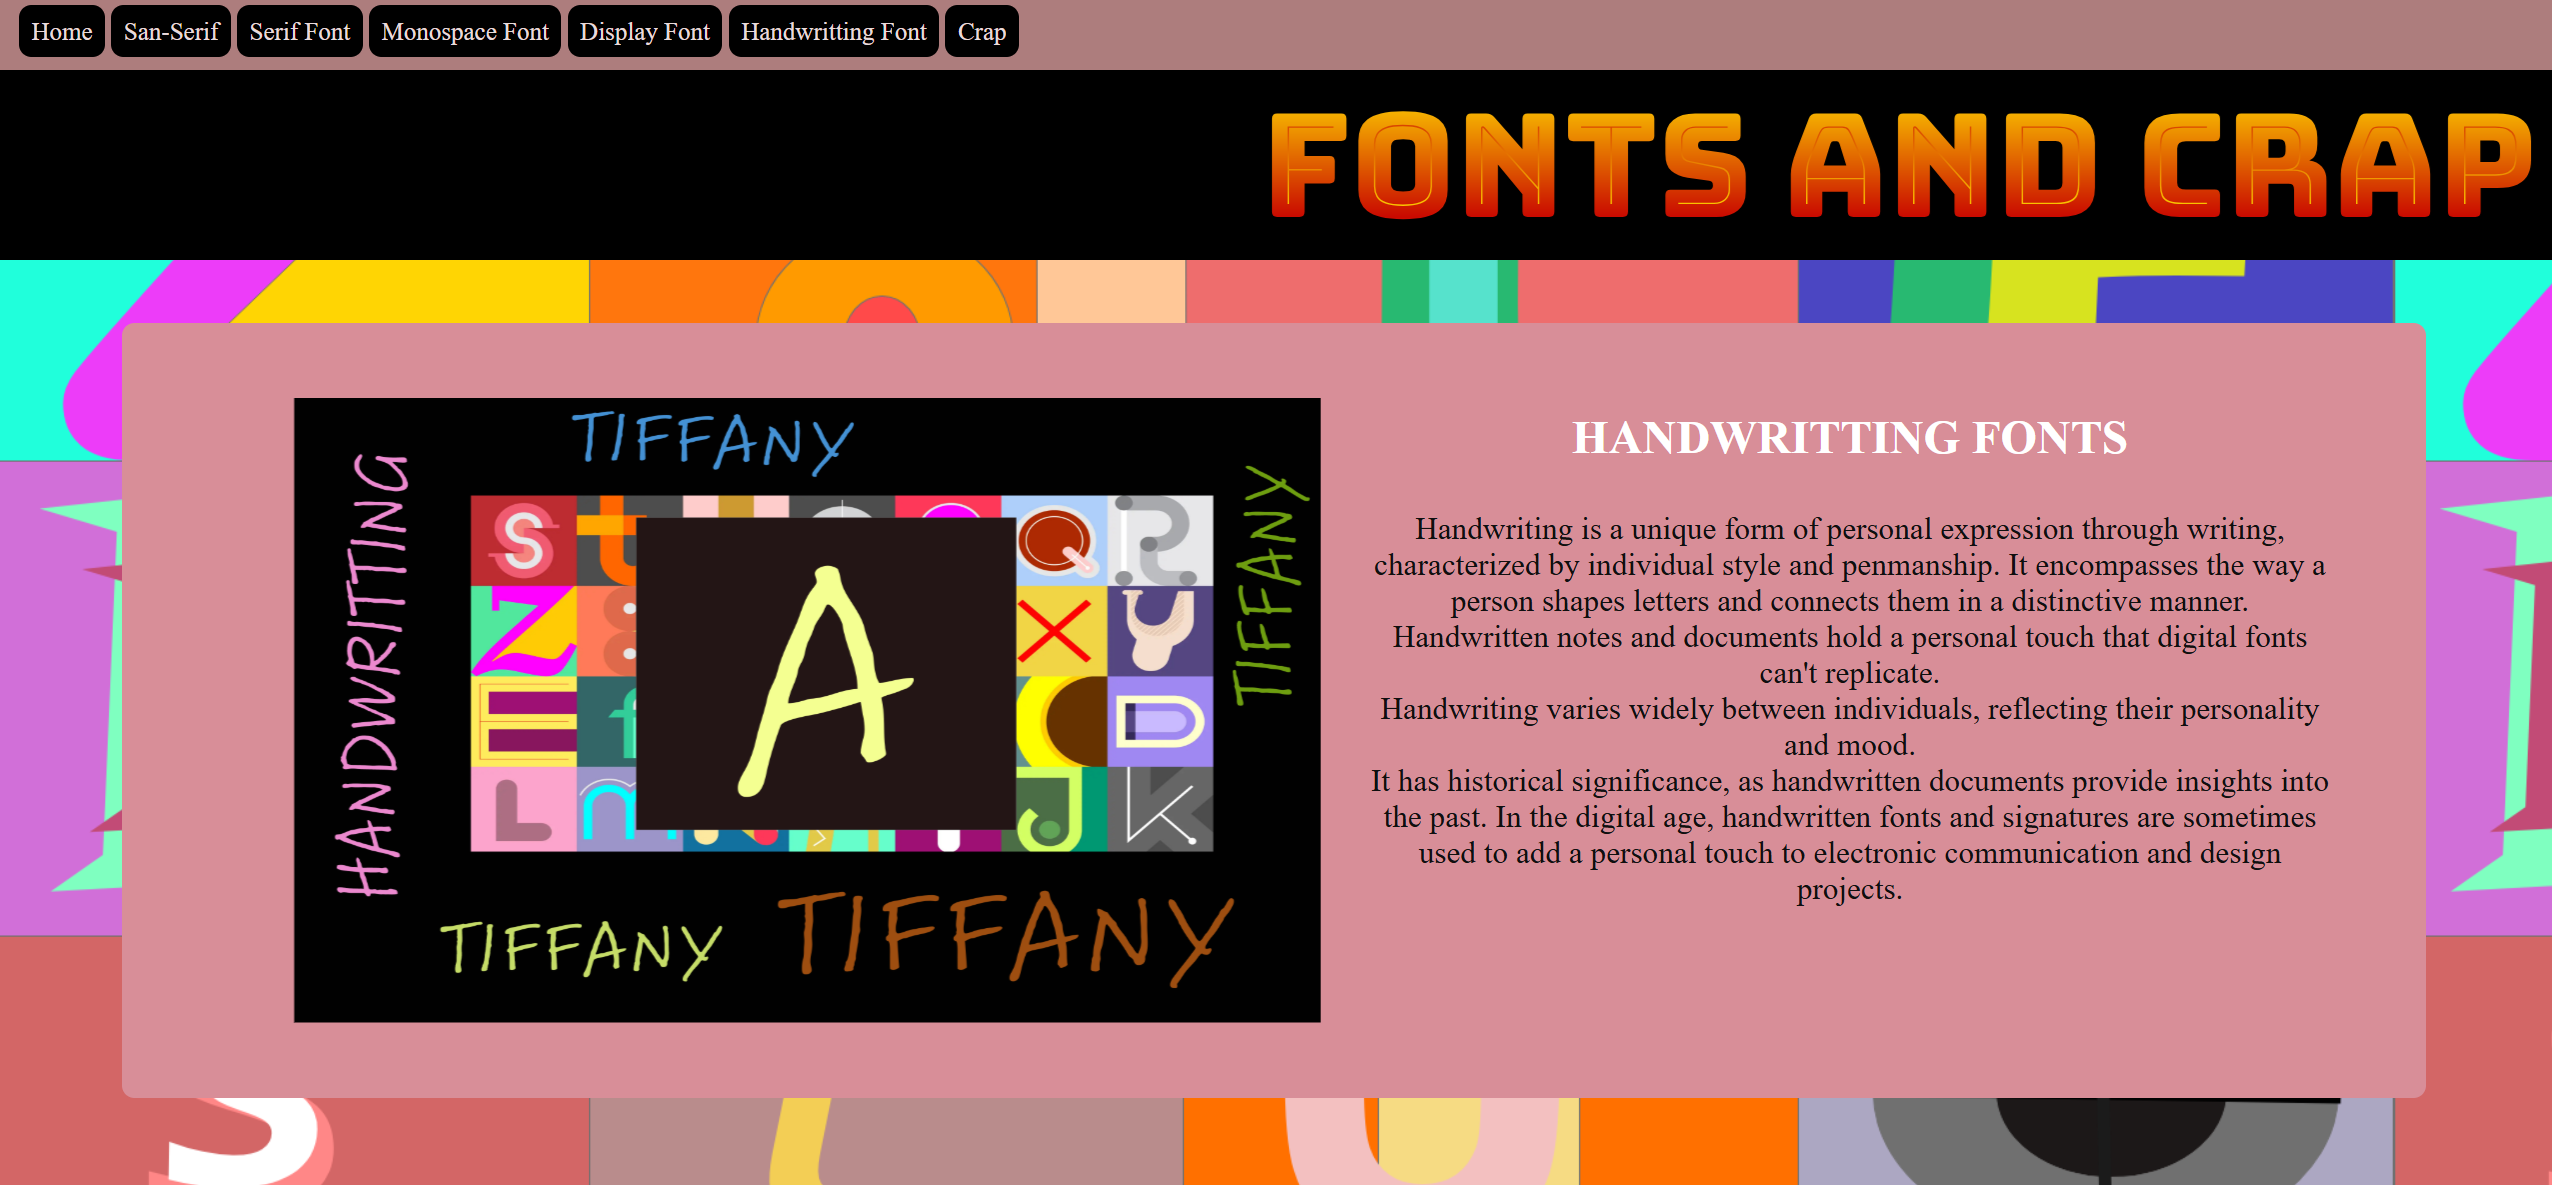 Home San-Serif Serif Font Monospace Font Display Font Handwritting Font Crap
FONTS AND CRAP
TIFFANY
HANDWRITTING
TIFFANY
A
TIFFANY
TIFFANY
HANDWRITTING FONTS
Handwriting is a unique form of personal expression through writing,
characterized by individual style and penmanship. It encompasses the way a
person shapes letters and connects them in a distinctive manner.
Handwritten notes and documents hold a personal touch that digital fonts
can't replicate.
Handwriting varies widely between individuals, reflecting their personality
and mood.
It has historical significance, as handwritten documents provide insights into
the past. In the digital age, handwritten fonts and signatures are sometimes
used to add a personal touch to electronic communication and design
projects.